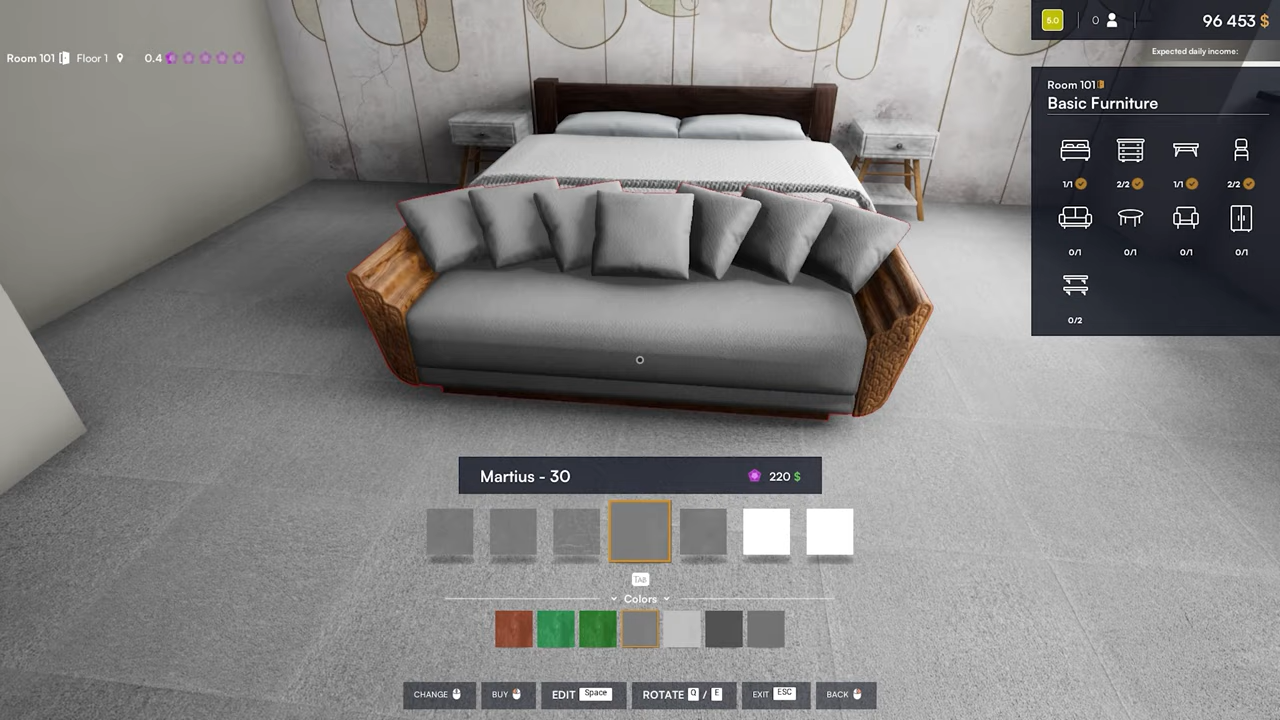 Room 101 Floor 1 0.4
5.0 0 96 453 $
Expected daily income:
Room 101
Basic Furniture
1/1 2/2 1/1 2/2
0/1 0/1 0/1 0/1
0/2
Martius - 30 220 $
TAB
Colors
CHANGE BUY EDIT Space ROTATE Q / E EXIT ESC BACK